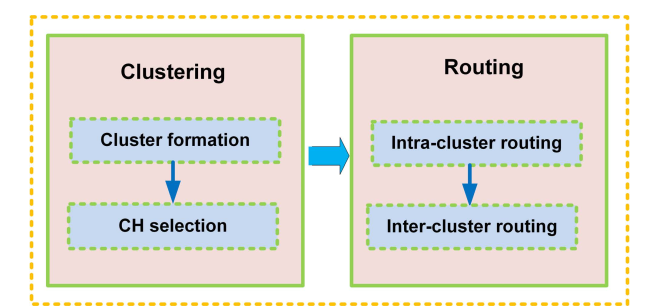 Clustering
Cluster formation
CH selection
Routing
Intra-cluster routing
Inter-cluster routing